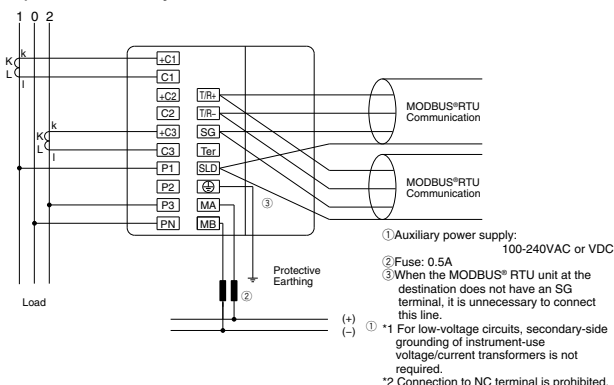 1 0 2
K k
L l
K k
L l
+C1
C1
+C2 T/R+
C2 T/R–
+C3 SG
C3 Ter
P1 SLD
P2
P3 MA
PN MB
MODBUS®RTU
Communication
MODBUS®RTU
Communication
③
②
Protective
Earthing
Load
(+)
(–)
①
①Auxiliary power supply:
100-240VAC or VDC
②Fuse: 0.5A
③When the MODBUS® RTU unit at the
destination does not have an SG
terminal, it is unnecessary to connect
this line.
*1 For low-voltage circuits, secondary-side
grounding of instrument-use
voltage/current transformers is not
required.
*2 Connection to NC terminal is prohibited.